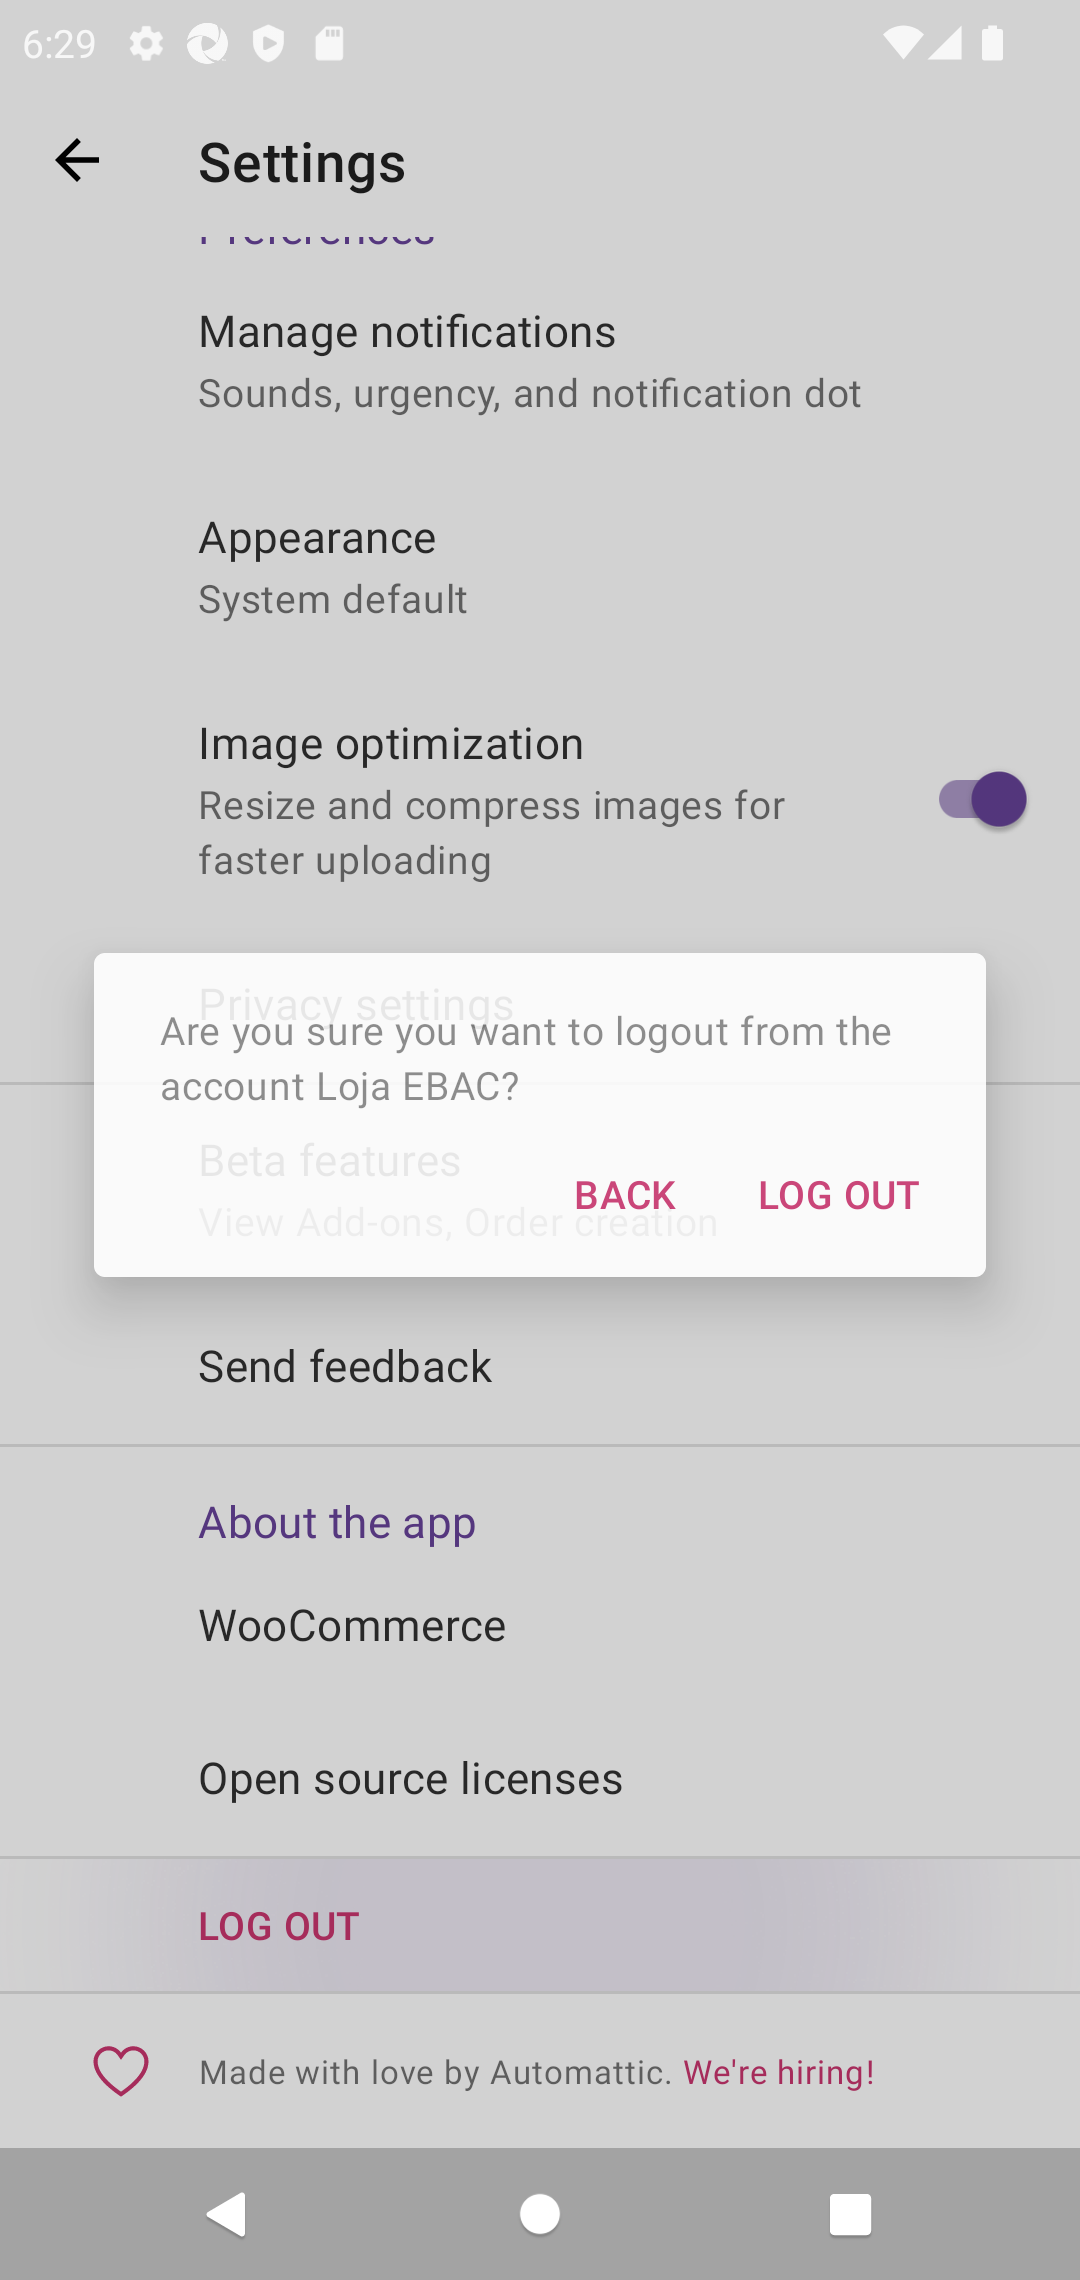 6:29
Settings
Preferences
Manage notifications
Sounds, urgency, and notification dot
Appearance
System default
Image optimization
Resize and compress images for
faster uploading
Privacy settings
Are you sure you want to logout from the
account Loja EBAC?
Beta features
BACK LOG OUT
View Add-ons, Order creation
Send feedback
About the app
WooCommerce
Open source licenses
LOG OUT
Made with love by Automattic. We're hiring!